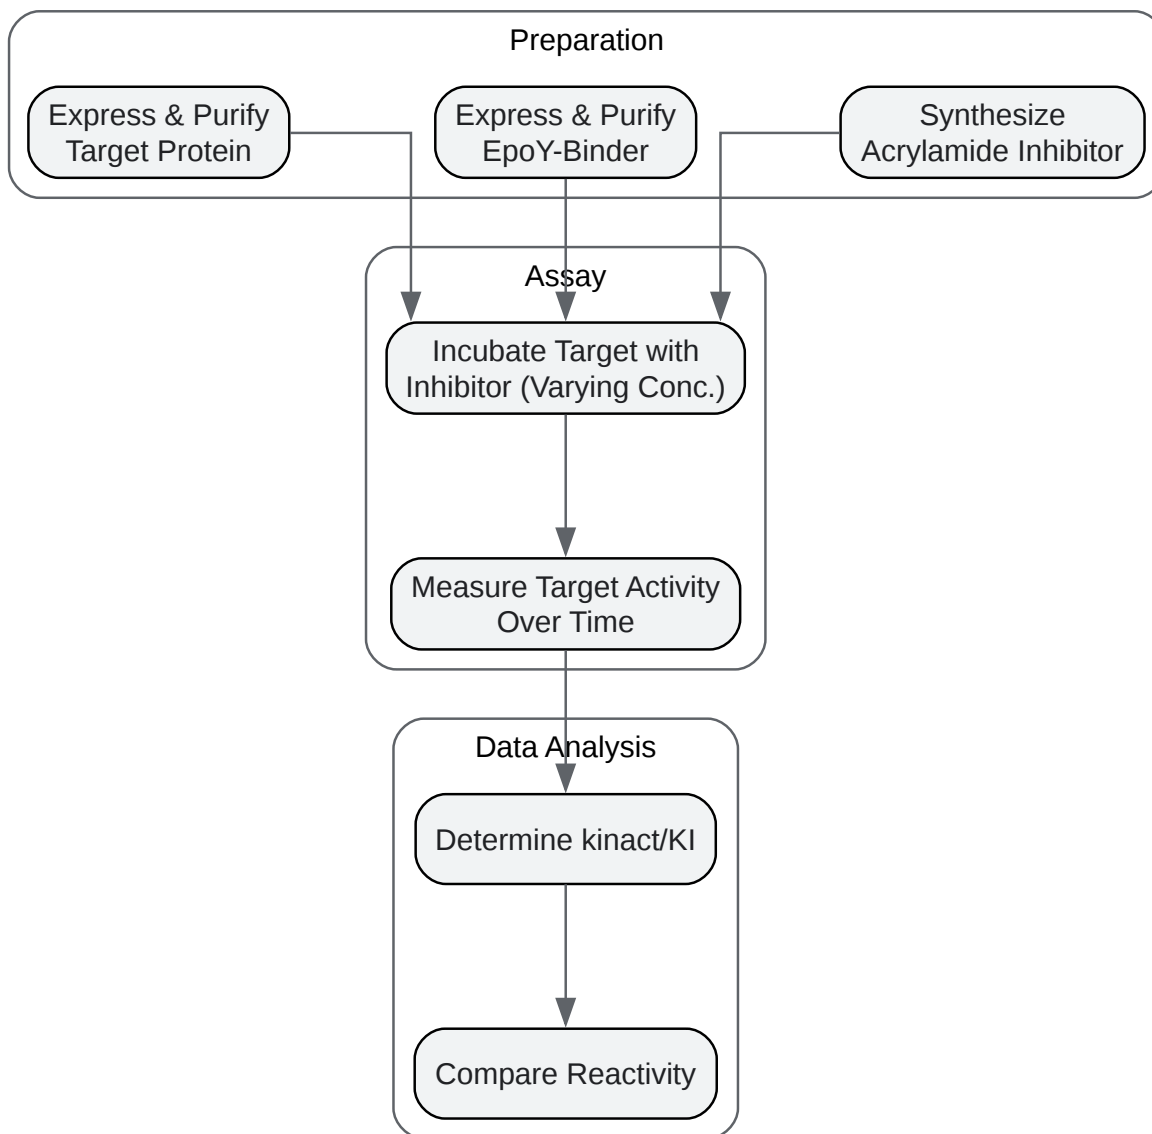 Preparation
Express & Purify
Target Protein
Express & Purify
EpoY-Binder
Synthesize
Acrylamide Inhibitor
Assay
Incubate Target with
Inhibitor (Varying Conc.)
Measure Target Activity
Over Time
Data Analysis
Determine kinact/KI
Compare Reactivity